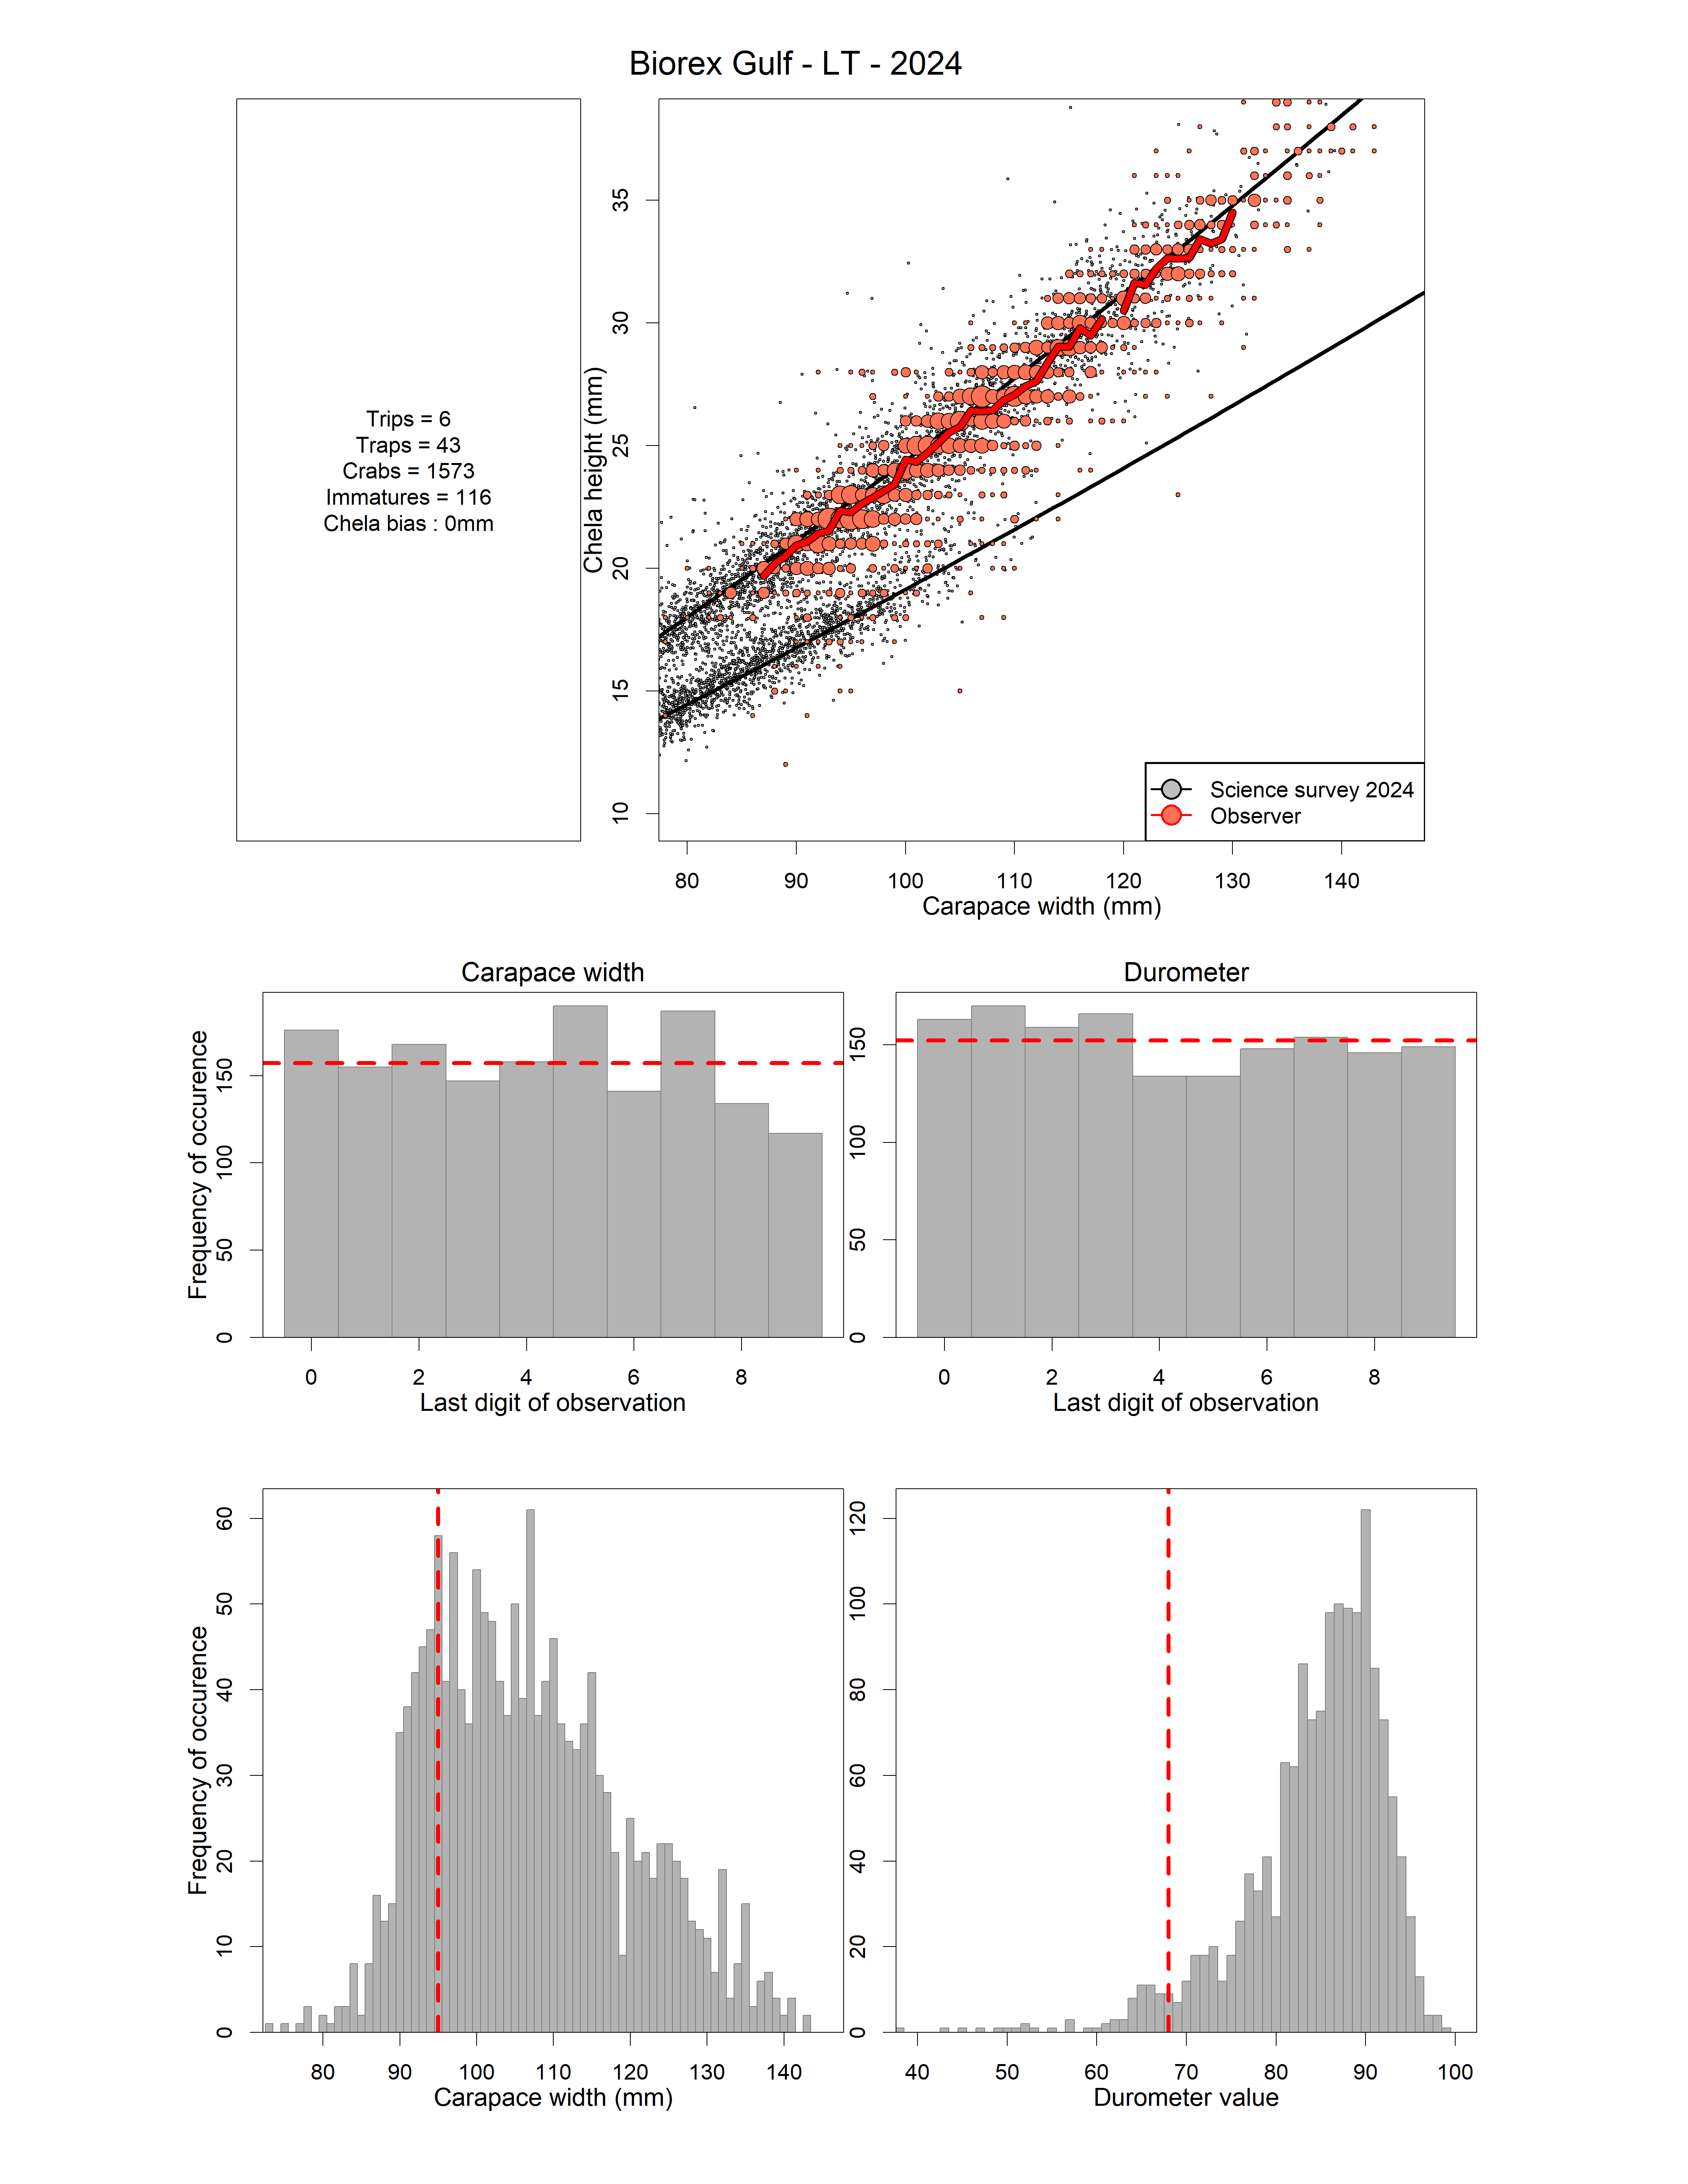 Biorex Gulf - LT - 2024
Trips = 6
Traps = 43
Crabs = 1573
Immatures = 116
Chela bias : 0mm
Chela height (mm)
35
30
25
20
15
10
Science survey 2024
Observer
80 90 100 110 120 130 140
Carapace width (mm)
Carapace width
Frequency of occurence
150
100
50
0
0 2 4 6 8
Last digit of observation
Durometer
150
100
50
0
0 2 4 6 8
Last digit of observation
Frequency of occurence
60
50
40
30
20
10
0
80 90 100 110 120 130 140
Carapace width (mm)
120
100
80
60
40
20
0
40 50 60 70 80 90 100
Durometer value